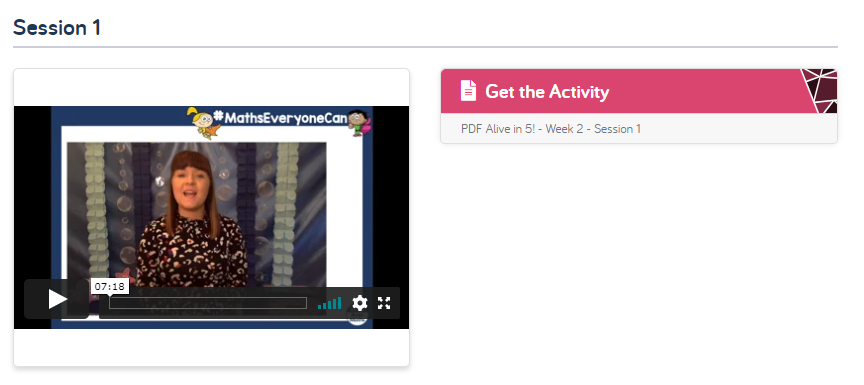 Session 1
#MathsEveryoneCan
07:18
Get the Activity
PDF Alive in 5! - Week 2 - Session 1